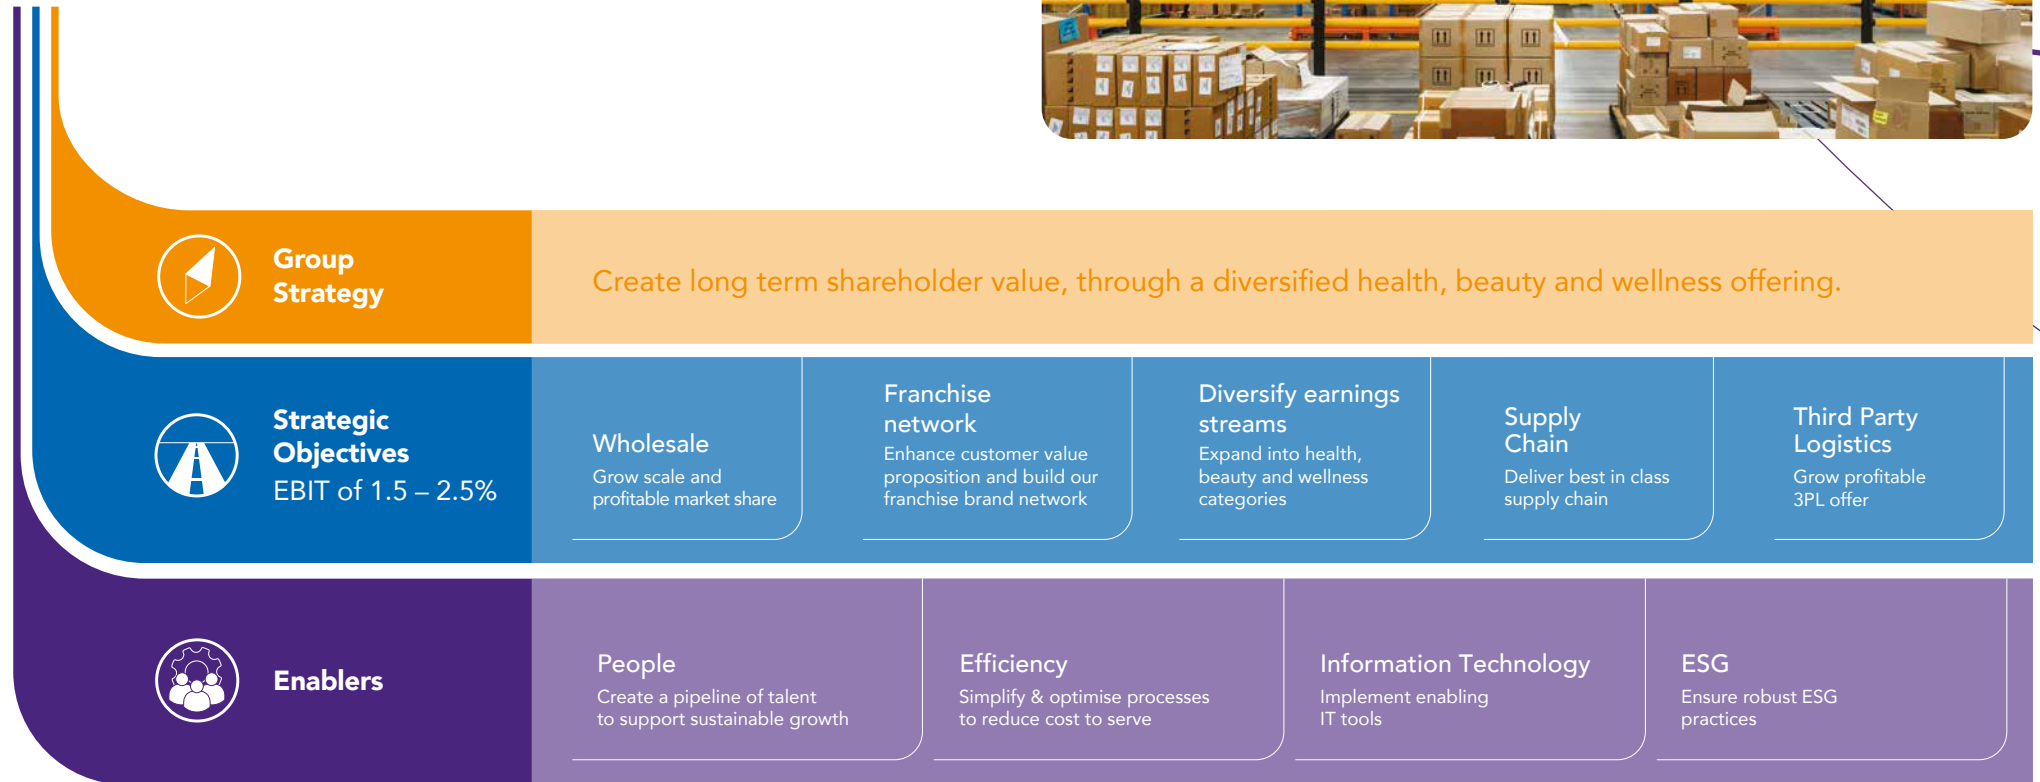 Group
Strategy
Create long term shareholder value, through a diversified health, beauty and wellness offering.
Strategic
Objectives
EBIT of 1.5 – 2.5%
Wholesale
Grow scale and
profitable market share
Franchise
network
Enhance customer value
proposition and build our
franchise brand network
Diversify earnings
streams
Expand into health,
beauty and wellness
categories
Supply
Chain
Deliver best in class
supply chain
Third Party
Logistics
Grow profitable
3PL offer
Enablers
People
Create a pipeline of talent
to support sustainable growth
Efficiency
Simplify & optimise processes
to reduce cost to serve
Information Technology
Implement enabling
IT tools
ESG
Ensure robust ESG
practices